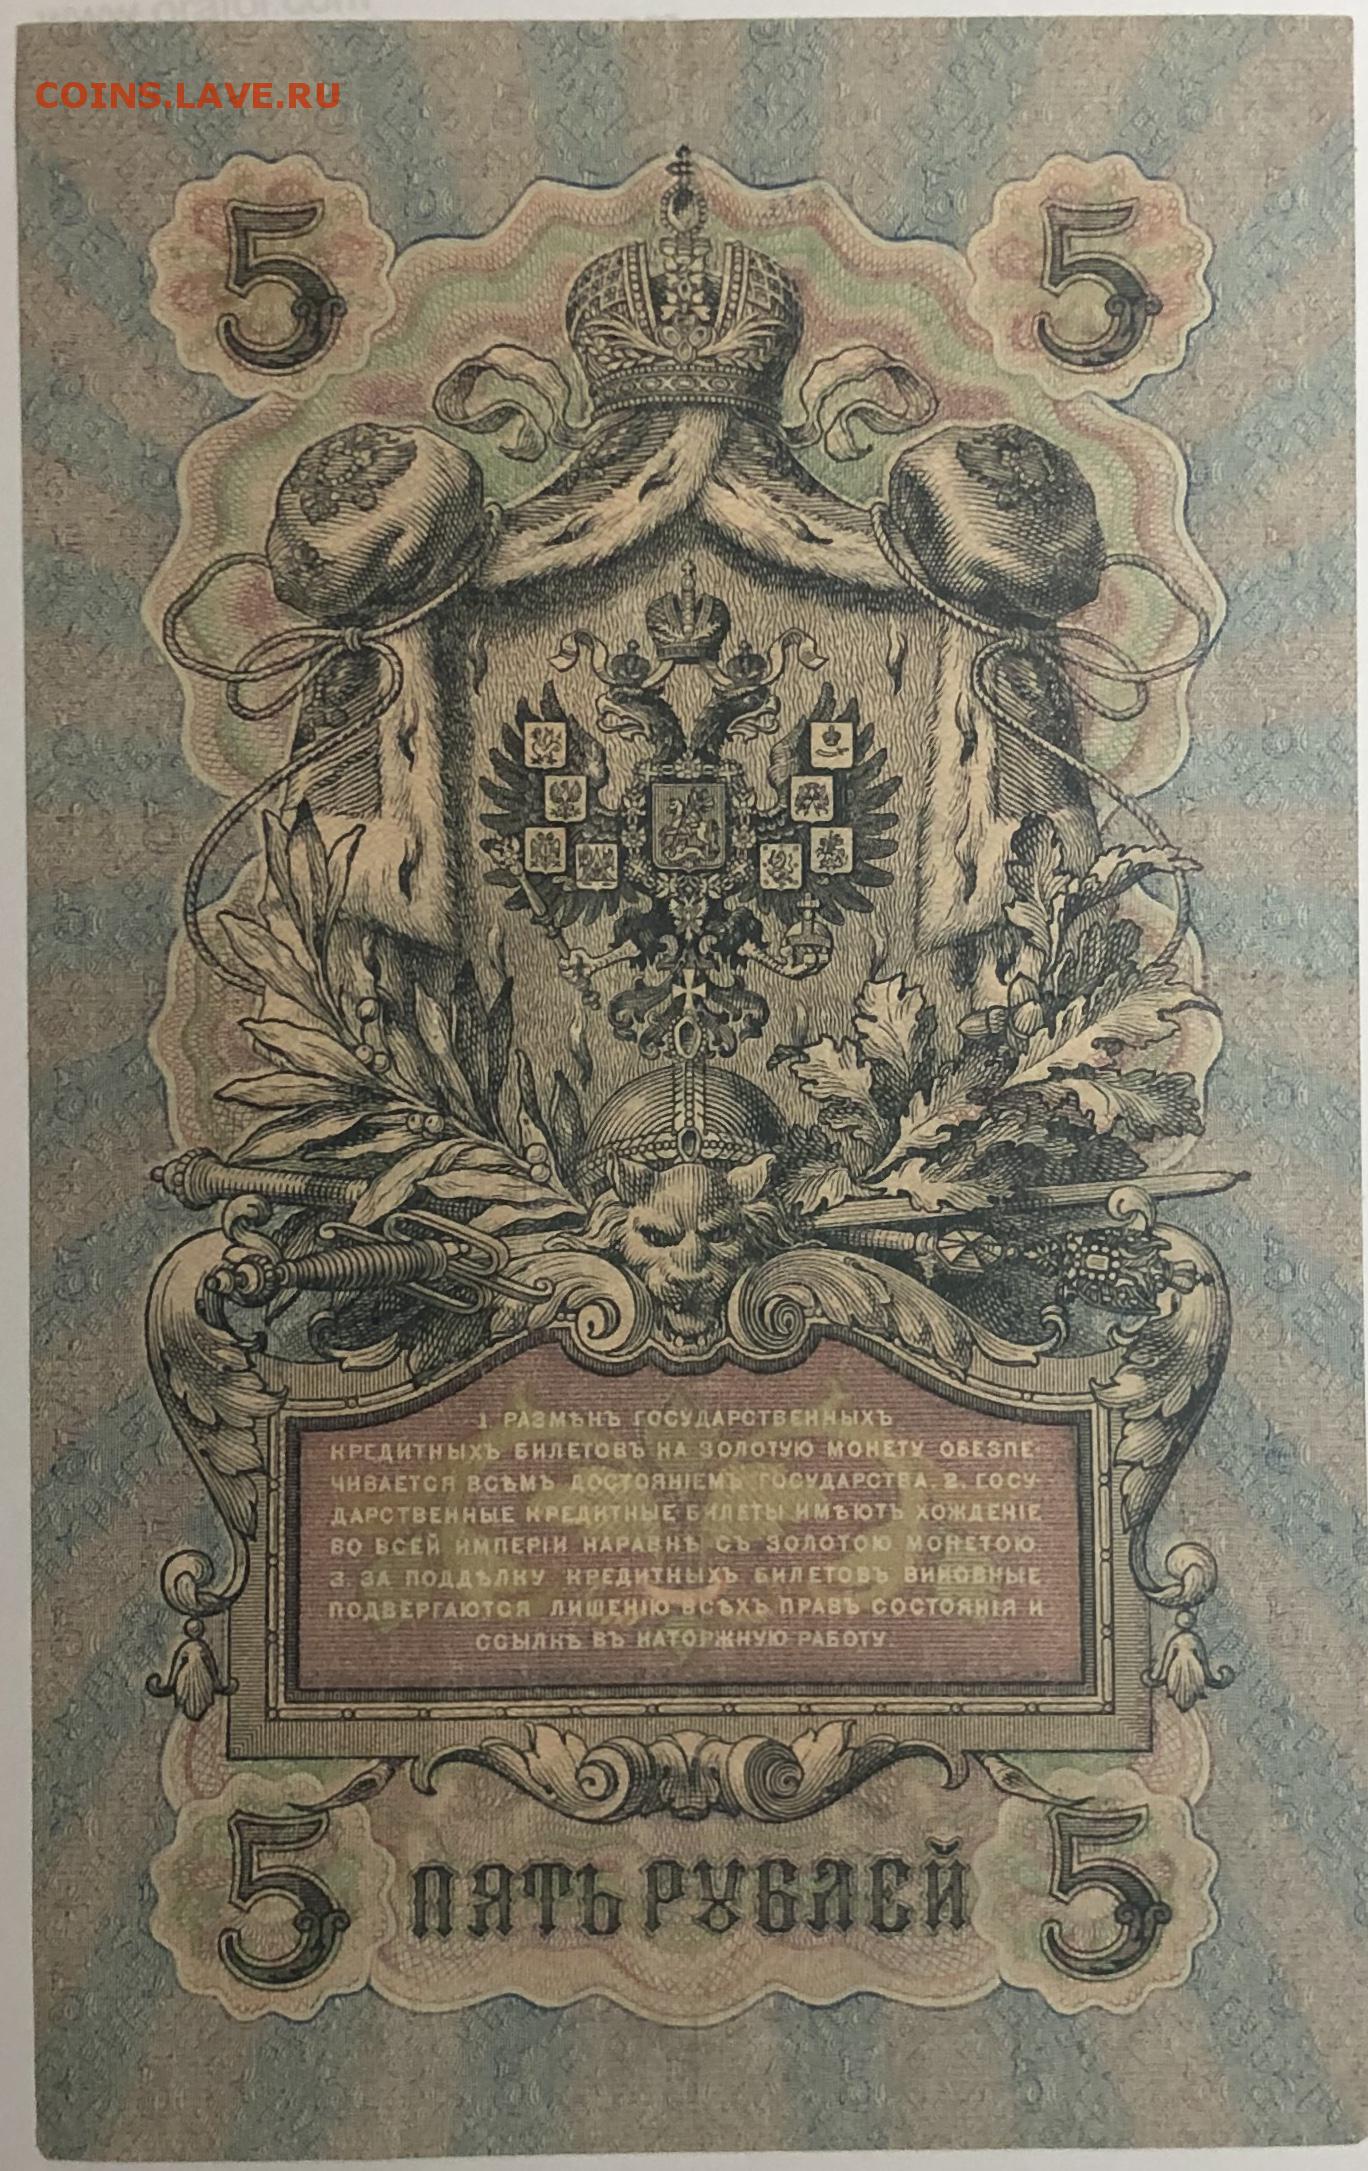 COINS.LAVE.RU
5 5
1. РАЗМѢНЪ ГОСУДАРСТВЕННЫХЪ
КРЕДИТНЫХЪ БИЛЕТОВЪ НА ЗОЛОТУЮ МОНЕТУ ОБЕЗПЕ-
ЧИВАЕТСЯ ВСѢМЪ ДОСТОЯНІЕМЪ ГОСУДАРСТВА. 2. ГОСУ-
ДАРСТВЕННЫЕ КРЕДИТНЫЕ БИЛЕТЫ ИМѢЮТЪ ХОЖДЕНІЕ
ВО ВСЕЙ ИМПЕРІИ НАРАВНѢ СЪ ЗОЛОТОЮ МОНЕТОЮ.
3. ЗА ПОДДѢЛКУ КРЕДИТНЫХЪ БИЛЕТОВЪ ВИНОВНЫЕ
ПОДВЕРГАЮТСЯ ЛИШЕНІЮ ВСѢХЪ ПРАВЪ СОСТОЯНІЯ И
ССЫЛКѢ ВЪ КАТОРЖНУЮ РАБОТУ.
5 ПЯТЬ РУБЛЕЙ 5